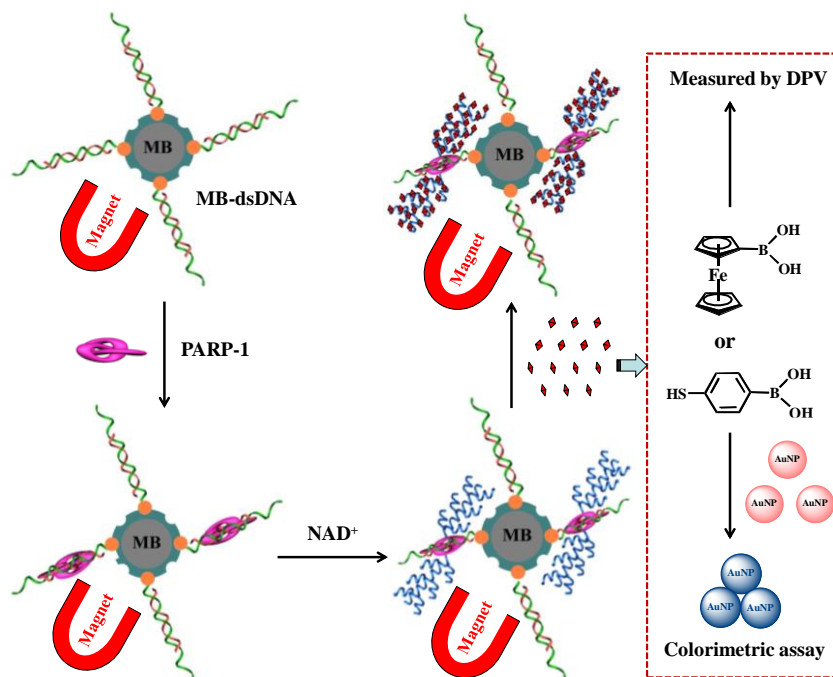 MB
MB-dsDNA
Magnet
PARP-1
MB
Magnet
NAD+
MB
Magnet
MB
Magnet
Measured by DPV
Fe
B
OH
OH
or
HS
B
OH
OH
AuNP
AuNP
AuNP
AuNP
AuNP
AuNP
Colorimetric assay